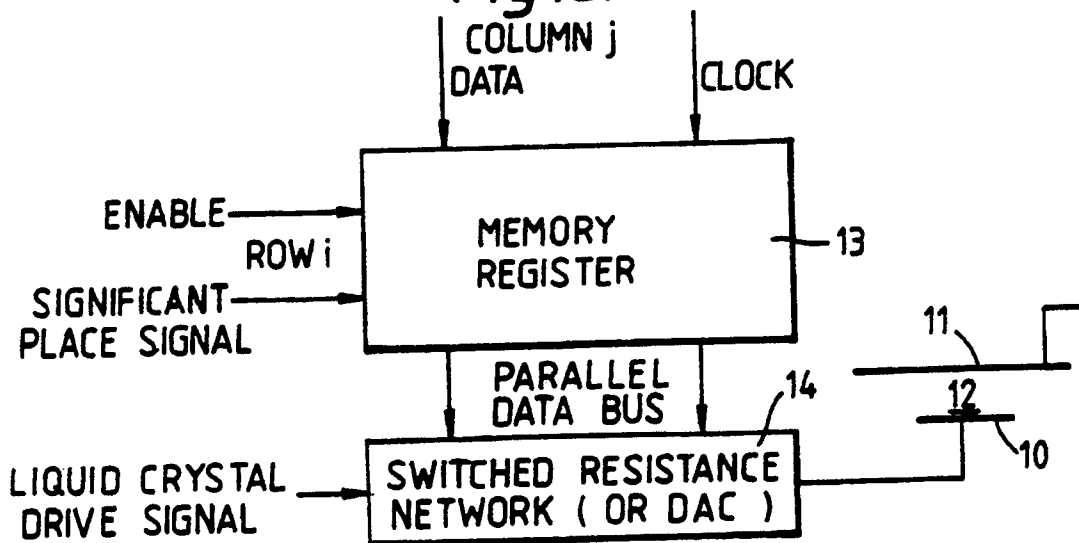 COLUMN j
DATA
CLOCK
ENABLE
ROW i
MEMORY
REGISTER
13
SIGNIFICANT
PLACE SIGNAL
11
PARALLEL
DATA BUS
12
14
10
LIQUID CRYSTAL
DRIVE SIGNAL
SWITCHED RESISTANCE
NETWORK ( OR DAC )